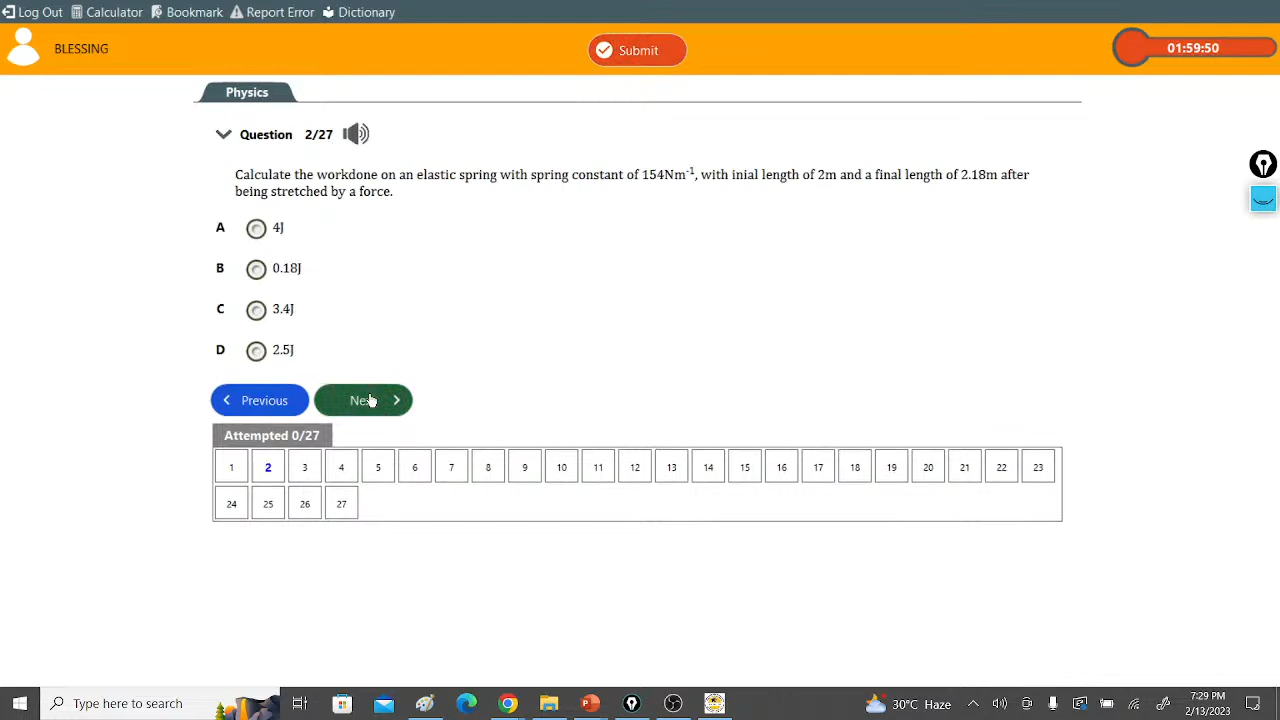 Log Out Calculator Bookmark Report Error Dictionary
BLESSING
Submit
01:59:50
Physics
Question 2/27
Calculate the workdone on an elastic spring with spring constant of 154Nm⁻¹, with inial length of 2m and a final length of 2.18m after
being stretched by a force.
A 4J
B 0.18J
C 3.4J
D 2.5J
Previous
Attempted 0/27
1 2 3 4 5 6 7 8 9 10 11 12 13 14 15 16 17 18 19 20 21 22 23
24 25 26 27
Type here to search
30°C Haze
7:29 PM
2/13/2023